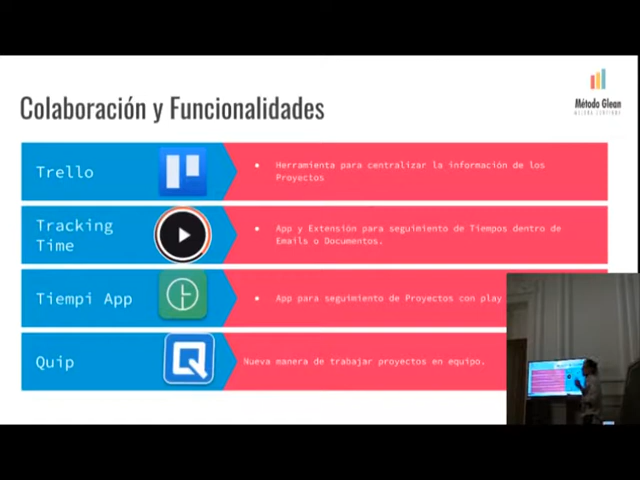 Colaboración y Funcionalidades
Método Glean
Trello
Herramienta para centralizar la información de los
Proyectos
Tracking
Time
App y Extensión para seguimiento de Tiempos dentro de
Emails o Documentos.
Tiempi App
App para seguimiento de Proyectos con play
Quip
Nueva manera de trabajar proyectos en equipo.